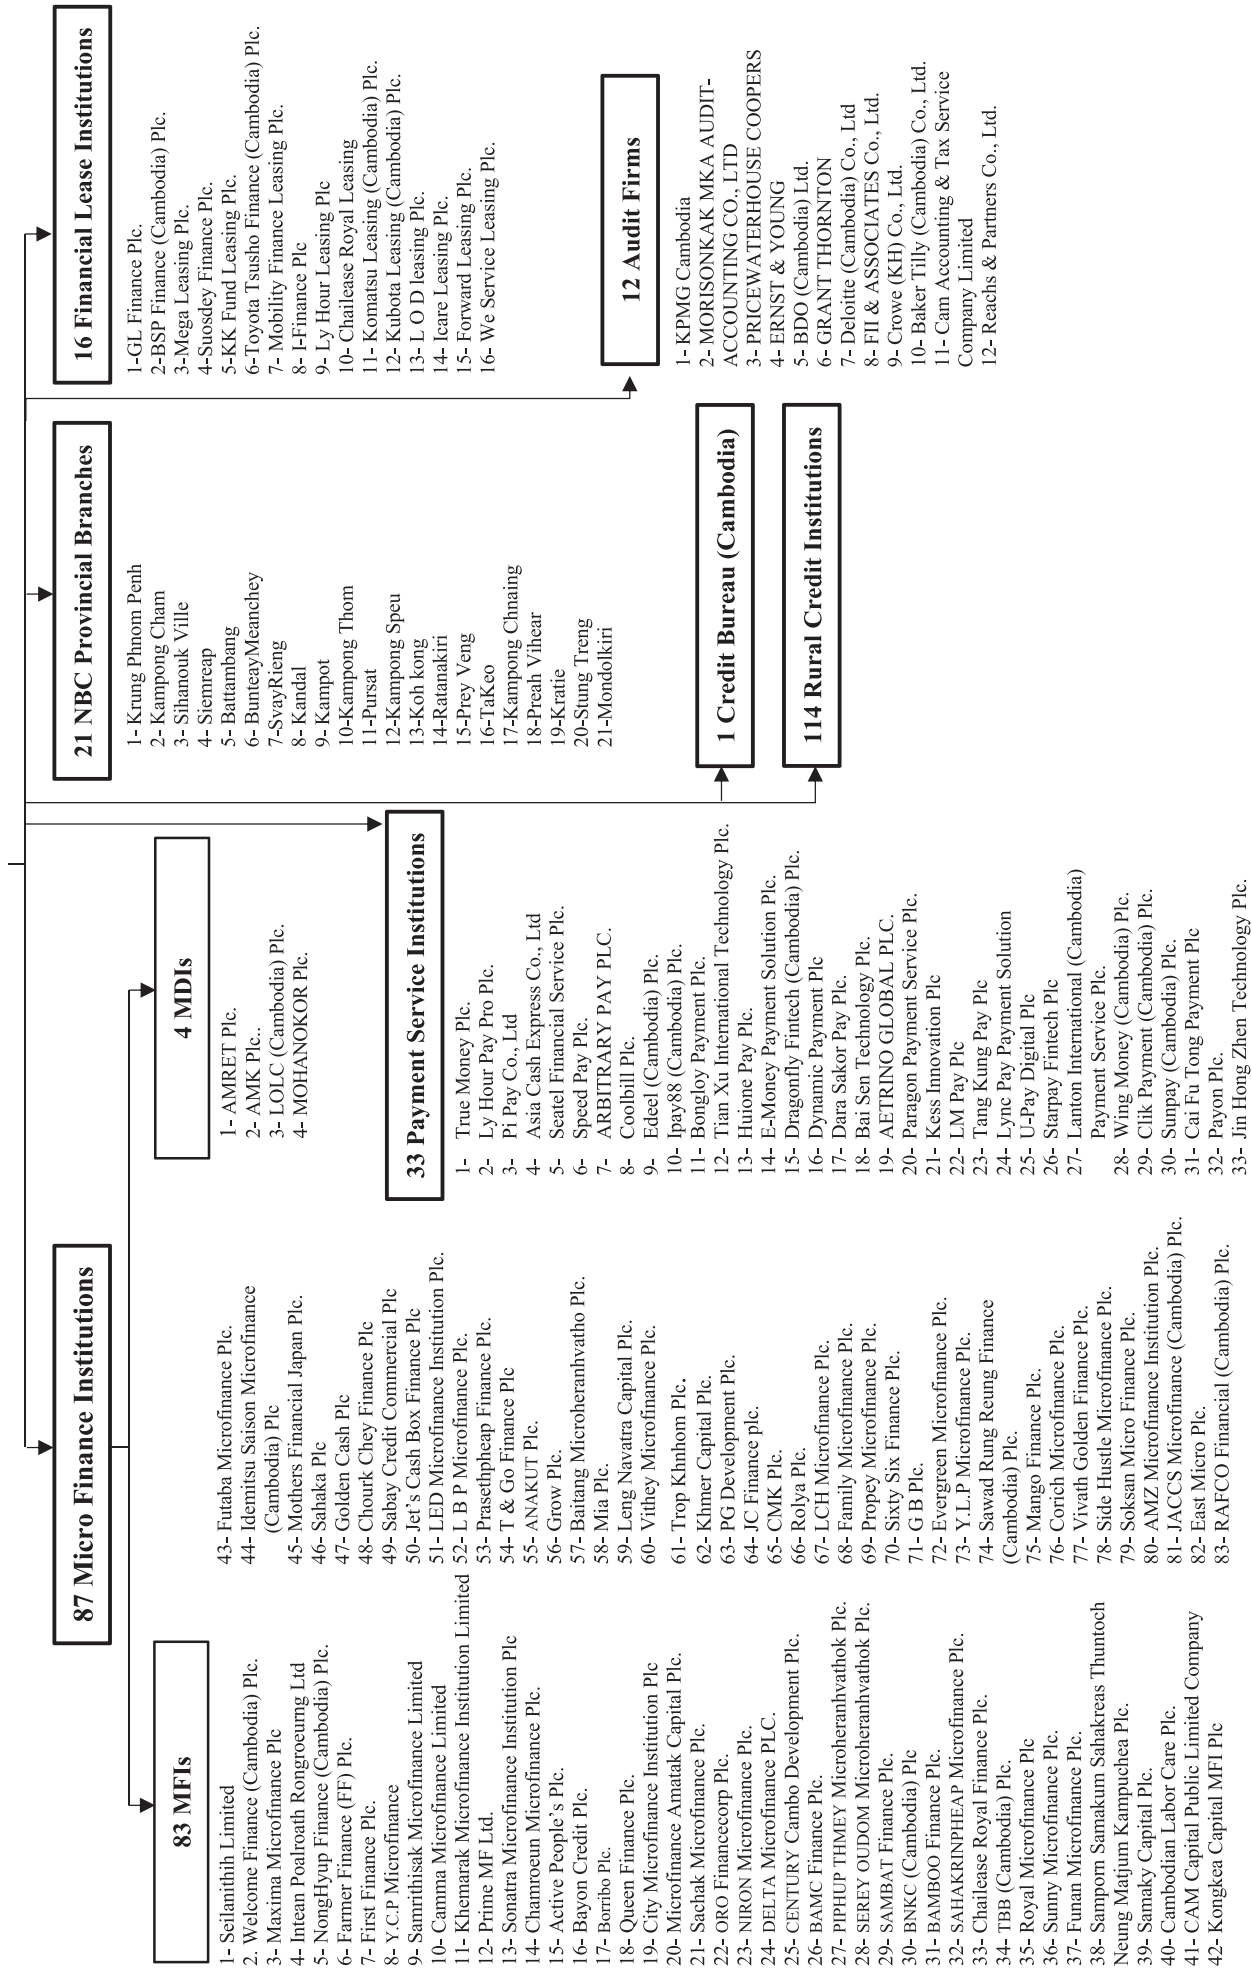 87 Micro Finance Institutions
83 MFIs
1- Seilanithih Limited
2. Welcome Finance (Cambodia) Plc.
3- Maxima Microfinance Plc
4- Intean Poalroath Rongroeurng Ltd
5- NongHyup Finance (Cambodia) Plc.
6- Farmer Finance (FF) Plc.
7- First Finance Plc.
8- Y.C.P Microfinance
9- Samrithisak Microfinance Limited
10- Camma Microfinance Limited
11- Khemarak Microfinance Institution Limited
12- Prime MF Ltd.
13- Sonatra Microfinance Institution Plc
14- Chamroeun Microfinance Plc.
15- Active People's Plc.
16- Bayon Credit Plc.
17- Borribo Plc.
18- Queen Finance Plc.
19- City Microfinance Institution Plc
20- Microfinance Amatak Capital Plc.
21- Sachak Microfinance Plc.
22- ORO Financecorp Plc.
23- NIRON Microfinance Plc.
24- DELTA Microfinance PLC.
25- CENTURY Cambo Development Plc.
26- BAMC Finance Plc.
27- PIPHUP THMEY Microheranhvathok Plc.
28- SEREY OUDOM Microheranhvathok Plc.
29- SAMBAT Finance Plc.
30- BNKC (Cambodia) Plc
31- BAMBOO Finance Plc.
32- SAHAKRINPHEAP Microfinance Plc.
33- Chailease Royal Finance Plc.
34- TBB (Cambodia) Plc.
35- Royal Microfinance Plc
36- Sunny Microfinance Plc.
37- Funan Microfinance Plc.
38- Samporn Samakum Sahakreas Thuntoch
Neung Matjum Kampuchea Plc.
39- Samaky Capital Plc.
40- Cambodian Labor Care Plc.
41- CAM Capital Public Limited Company
42- Kongkea Capital MFI Plc
43- Futaba Microfinance Plc.
44- Idemitsu Saison Microfinance
(Cambodia) Plc
45- Mothers Financial Japan Plc.
46- Sahaka Plc
47- Golden Cash Plc
48- Chourk Chey Finance Plc
49- Sabay Credit Commercial Plc
50- Jet's Cash Box Finance Plc
51- LED Microfinance Institution Plc.
52- L B P Microfinance Plc.
53- Prasethpheap Finance Plc.
54- T & Go Finance Plc
55- ANAKUT Plc.
56- Grow Plc.
57- Baitang Microheranhvatho Plc.
58- Mia Plc.
59- Leng Navatra Capital Plc.
60- Vithey Microfinance Plc.
61- Trop Khnhom Plc.
62- Khmer Capital Plc.
63- PG Development Plc.
64- JC Finance plc.
65- CMK Plc.
66- Rolya Plc.
67- LCH Microfinance Plc.
68- Family Microfinance Plc.
69- Propey Microfinance Plc.
70- Sixty Six Finance Plc.
71- G B Plc.
72- Evergreen Microfinance Plc.
73- Y.L.P Microfinance Plc.
74- Sawad Rung Reung Finance
(Cambodia) Plc.
75- Mango Finance Plc.
76- Corich Microfinance Plc.
77- Vivath Golden Finance Plc.
78- Side Hustle Microfinance Plc.
79- Soksan Micro Finance Plc.
80- AMZ Microfinance Institution Plc.
81- JACCS Microfinance (Cambodia) Plc.
82- East Micro Plc.
83- RAFCO Financial (Cambodia) Plc.
4 MDIs
1- AMRET Plc.
2- AMK Plc..
3- LOLC (Cambodia) Plc.
4- MOHANOKOR Plc.
33 Payment Service Institutions
1- True Money Plc.
2- Ly Hour Pay Pro Plc.
3- Pi Pay Co., Ltd
4- Asia Cash Express Co., Ltd
5- Seatel Financial Service Plc.
6- Speed Pay Plc.
7- ARBITRARY PAY PLC.
8- Coolbill Plc.
9- Edeel (Cambodia) Plc.
10- Ipay88 (Cambodia) Plc.
11- Bongloy Payment Plc.
12- Tian Xu International Technology Plc.
13- Huione Pay Plc.
14- E-Money Payment Solution Plc.
15- Dragonfly Fintech (Cambodia) Plc.
16- Dynamic Payment Plc
17- Dara Sakor Pay Plc.
18- Bai Sen Technology Plc.
19- AETRINO GLOBAL PLC.
20- Paragon Payment Service Plc.
21- Kess Innovation Plc
22- LM Pay Plc
23- Tang Kung Pay Plc
24- Lync Pay Payment Solution
25- U-Pay Digital Plc
26- Starpay Fintech Plc
27- Lanton International (Cambodia)
Payment Service Plc.
28- Wing Money (Cambodia) Plc.
29- Clik Payment (Cambodia) Plc.
30- Sunpay (Cambodia) Plc.
31- Cai Fu Tong Payment Plc
32- Payon Plc.
33- Jin Hong Zhen Technology Plc.
21 NBC Provincial Branches
1- Krung Phnom Penh
2- Kampong Cham
3- Sihanouk Ville
4- Siemreap
5- Battambang
6- BunteayMeanchey
7-SvayRieng
8- Kandal
9- Kampot
10-Kampong Thom
11-Pursat
12-Kampong Speu
13-Koh kong
14-Ratanakiri
15-Prey Veng
16-TaKeo
17-Kampong Chnaing
18-Preah Vihear
19-Kratie
20-Stung Treng
21-Mondolkiri
1 Credit Bureau (Cambodia)
114 Rural Credit Institutions
16 Financial Lease Institutions
1-GL Finance Plc.
2-BSP Finance (Cambodia) Plc.
3-Mega Leasing Plc.
4-Suosdey Finance Plc.
5-KK Fund Leasing Plc.
6-Toyota Tsusho Finance (Cambodia) Plc.
7- Mobility Finance Leasing Plc.
8- I-Finance Plc
9- Ly Hour Leasing Plc
10- Chailease Royal Leasing
11- Komatsu Leasing (Cambodia) Plc.
12- Kubota Leasing (Cambodia) Plc.
13- L O D leasing Plc.
14- Icare Leasing Plc.
15- Forward Leasing Plc.
16- We Service Leasing Plc.
12 Audit Firms
1- KPMG Cambodia
2- MORISONKAK MKA AUDIT-
ACCOUNTING CO., LTD
3- PRICEWATERHOUSE COOPERS
4- ERNST & YOUNG
5- BDO (Cambodia) Ltd.
6- GRANT THORNTON
7- Deloitte (Cambodia) Co., Ltd
8- FII & ASSOCIATES Co., Ltd.
9- Crowe (KH) Co., Ltd.
10- Baker Tilly (Cambodia) Co., Ltd.
11- Cam Accounting & Tax Service
Company Limited
12- Reachs & Partners Co., Ltd.